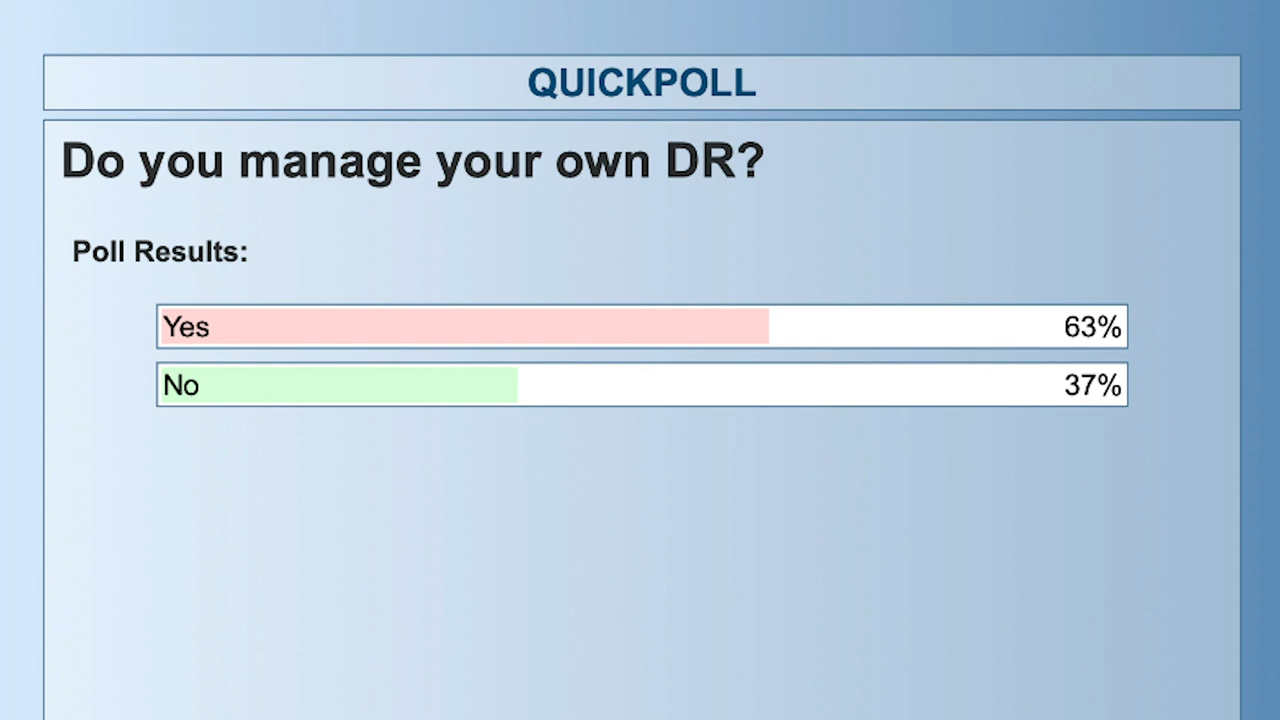 QUICKPOLL
Do you manage your own DR?
Poll Results:
Yes 63%
No 37%